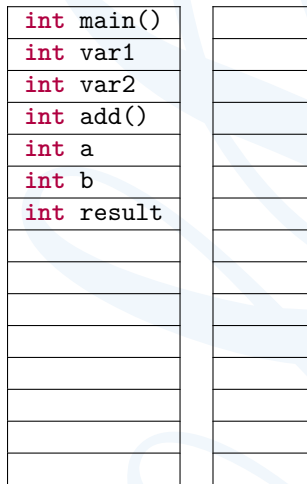 int main()
int var1
int var2
int add()
int a
int b
int result